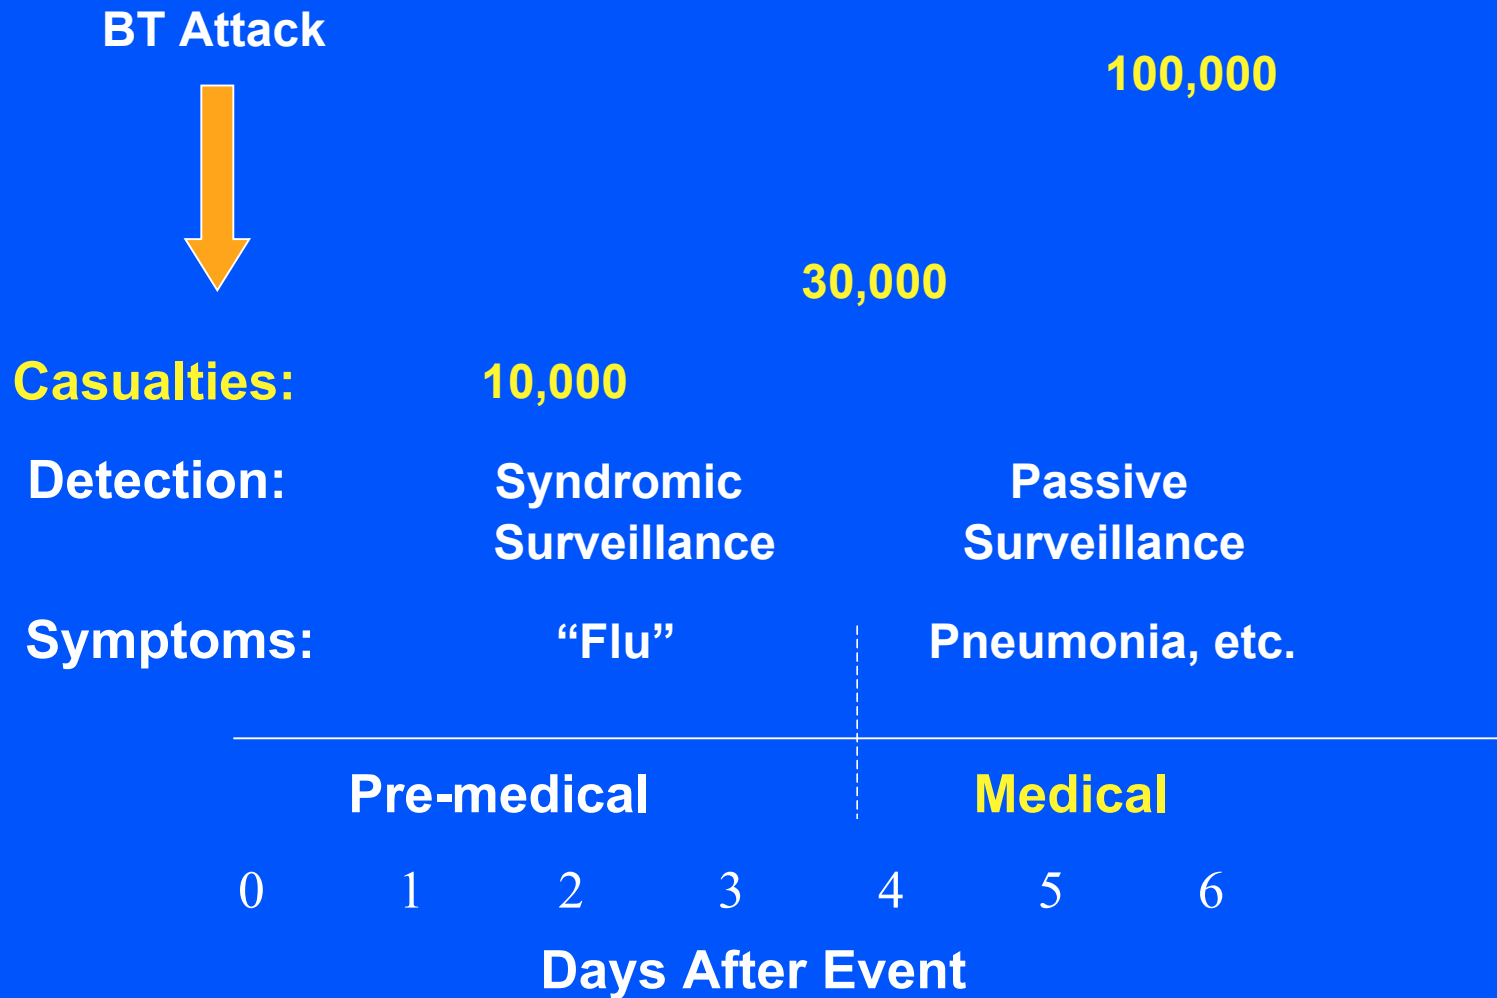 BT Attack
100,000
30,000
Casualties: 10,000
Detection: Syndromic Passive
Surveillance Surveillance
Symptoms: “Flu” Pneumonia, etc.
Pre-medical Medical
0 1 2 3 4 5 6
Days After Event